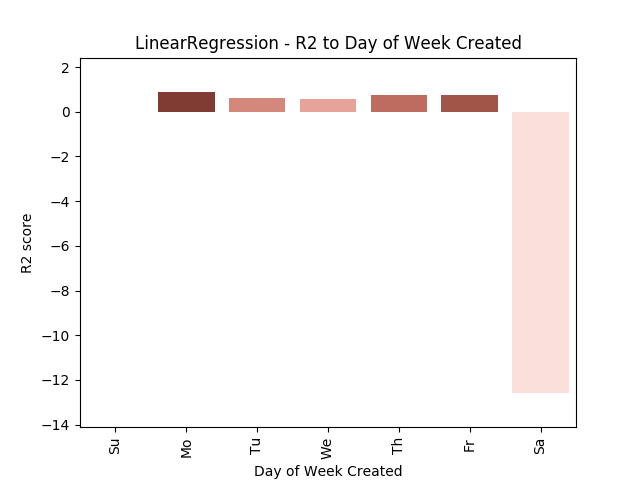 LinearRegression - R2 to Day of Week Created
2
0
−2
−4
−6
−8
−10
−12
−14
R2 score
Su
Mo
Tu
We
Th
Fr
Sa
Day of Week Created